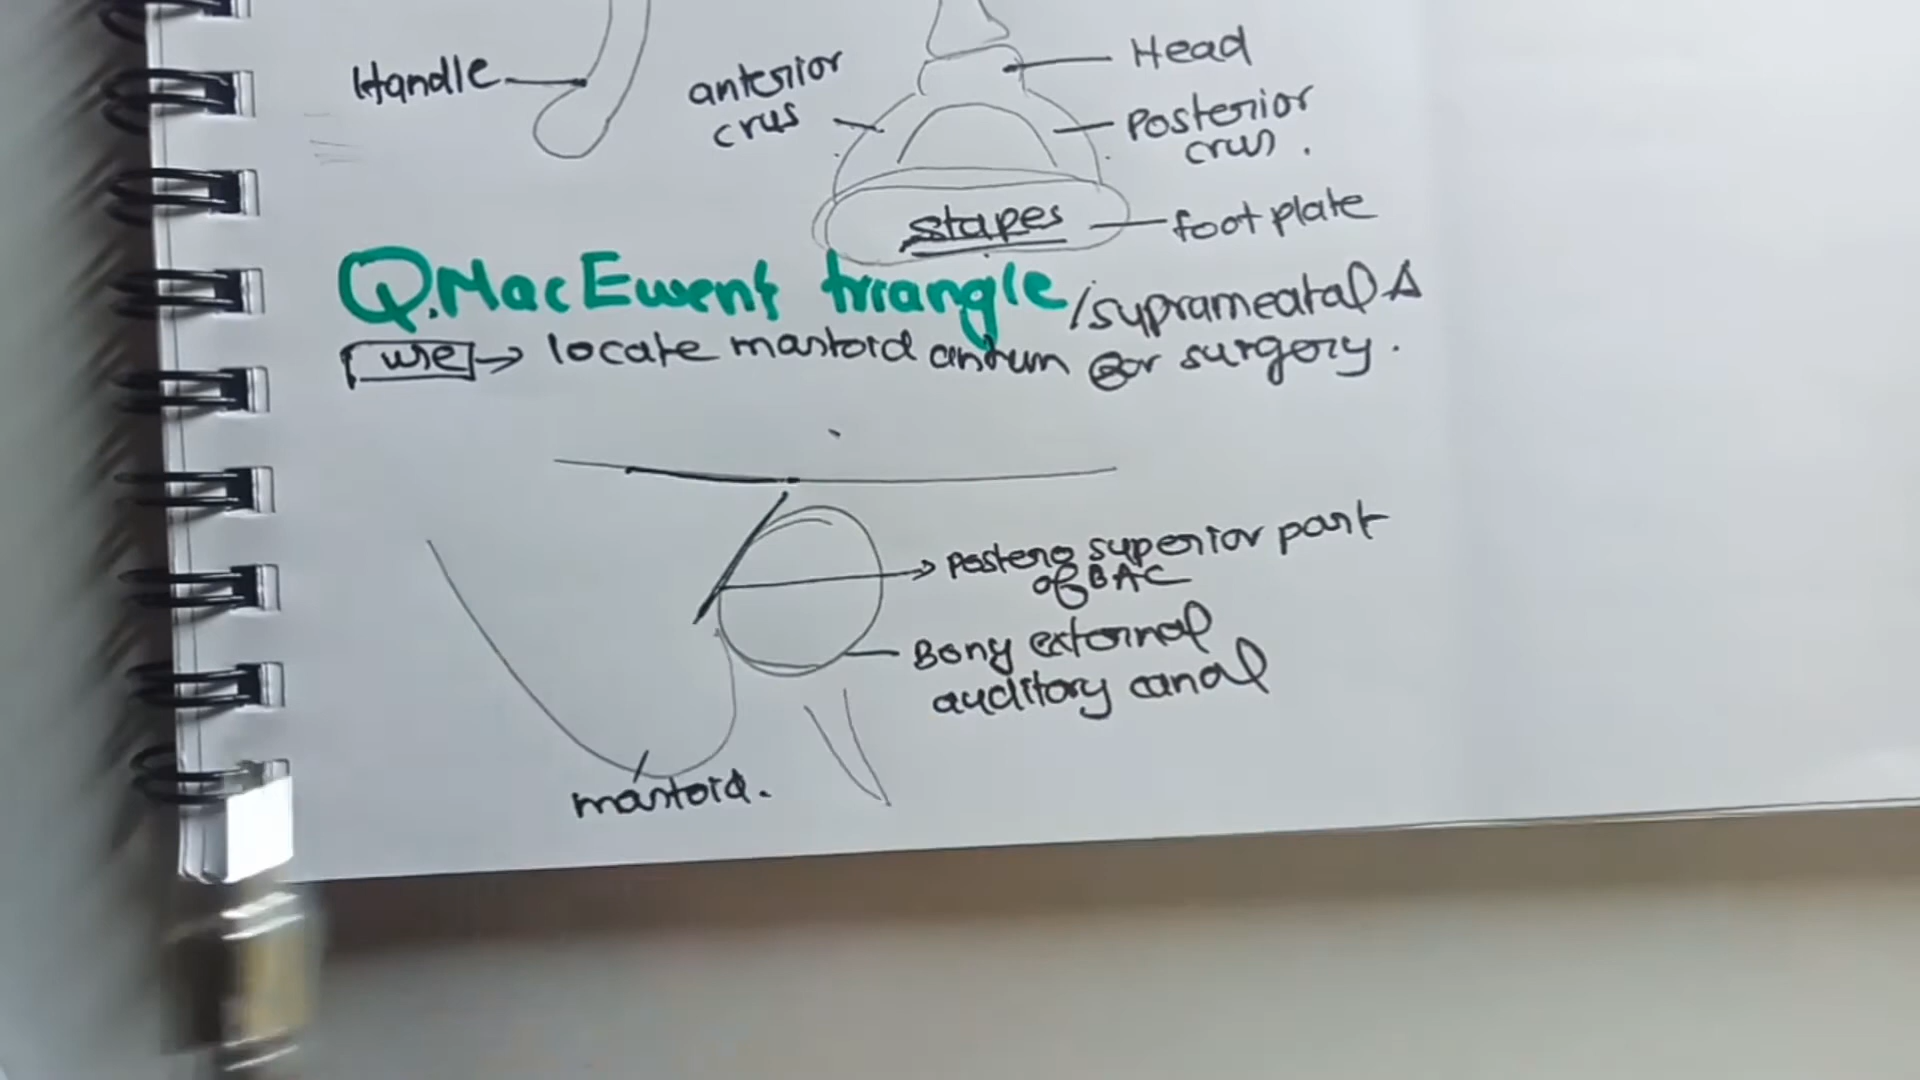 Handle
anterior
crus
Head
Posterior
crus.
stapes
foot plate
Q.MacEwent triangle/suprameatal Δ
use → locate mastoid antrum for surgery.
Postero superior part
of BAC
Bony external
auditory canal
mastoid.